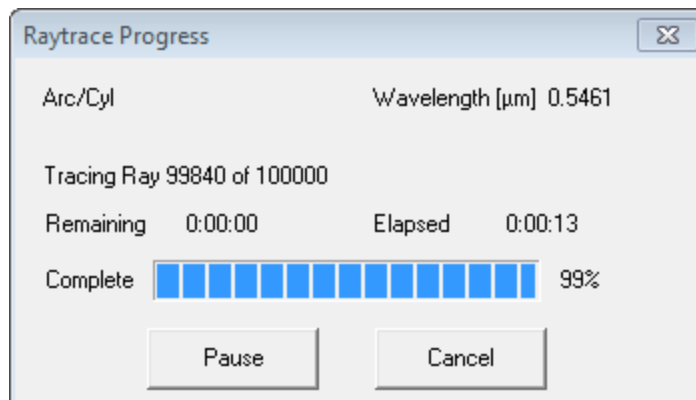 Raytrace Progress
Arc/Cyl Wavelength [µm] 0.5461
Tracing Ray 99840 of 100000
Remaining 0:00:00 Elapsed 0:00:13
Complete 99%
Pause Cancel